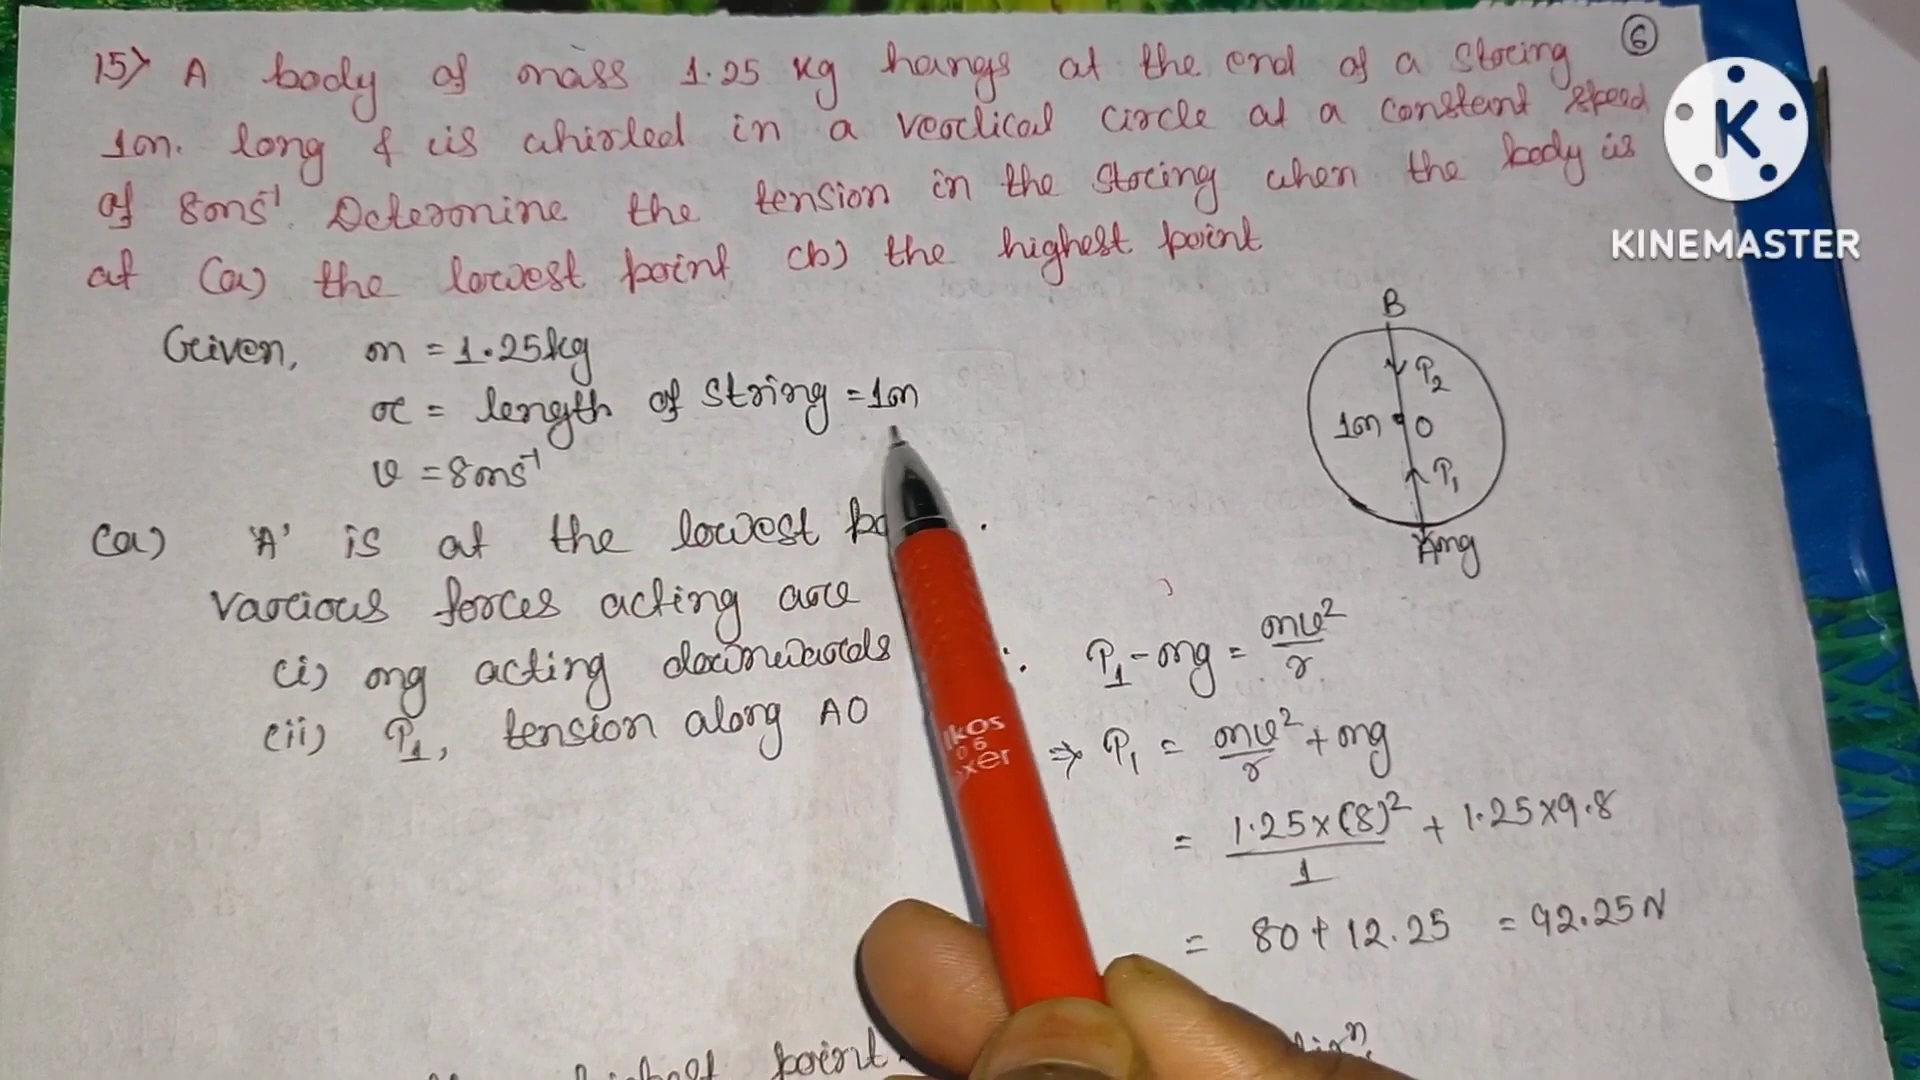 6
15) A body of mass 1.25 kg hangs at the end of a string
1m. long & is whirled in a vertical circle at a constant speed
of 8ms⁻¹. Determine the tension in the string when the body is
at (a) the lowest point (b) the highest point
K
KINEMASTER
Given, m = 1.25kg
r = length of string = 1m
v = 8ms⁻¹
B
P₂
1m O
P₁
A mg
(a) 'A' is at the lowest
various forces acting are
(i) mg acting downwards
(ii) P₁, tension along AO
∴ P₁ - mg = mv²/r
⇒ P₁ = mv²/r + mg
= 1.25×(8)²/1 + 1.25×9.8
= 80 + 12.25 = 92.25N
highest point